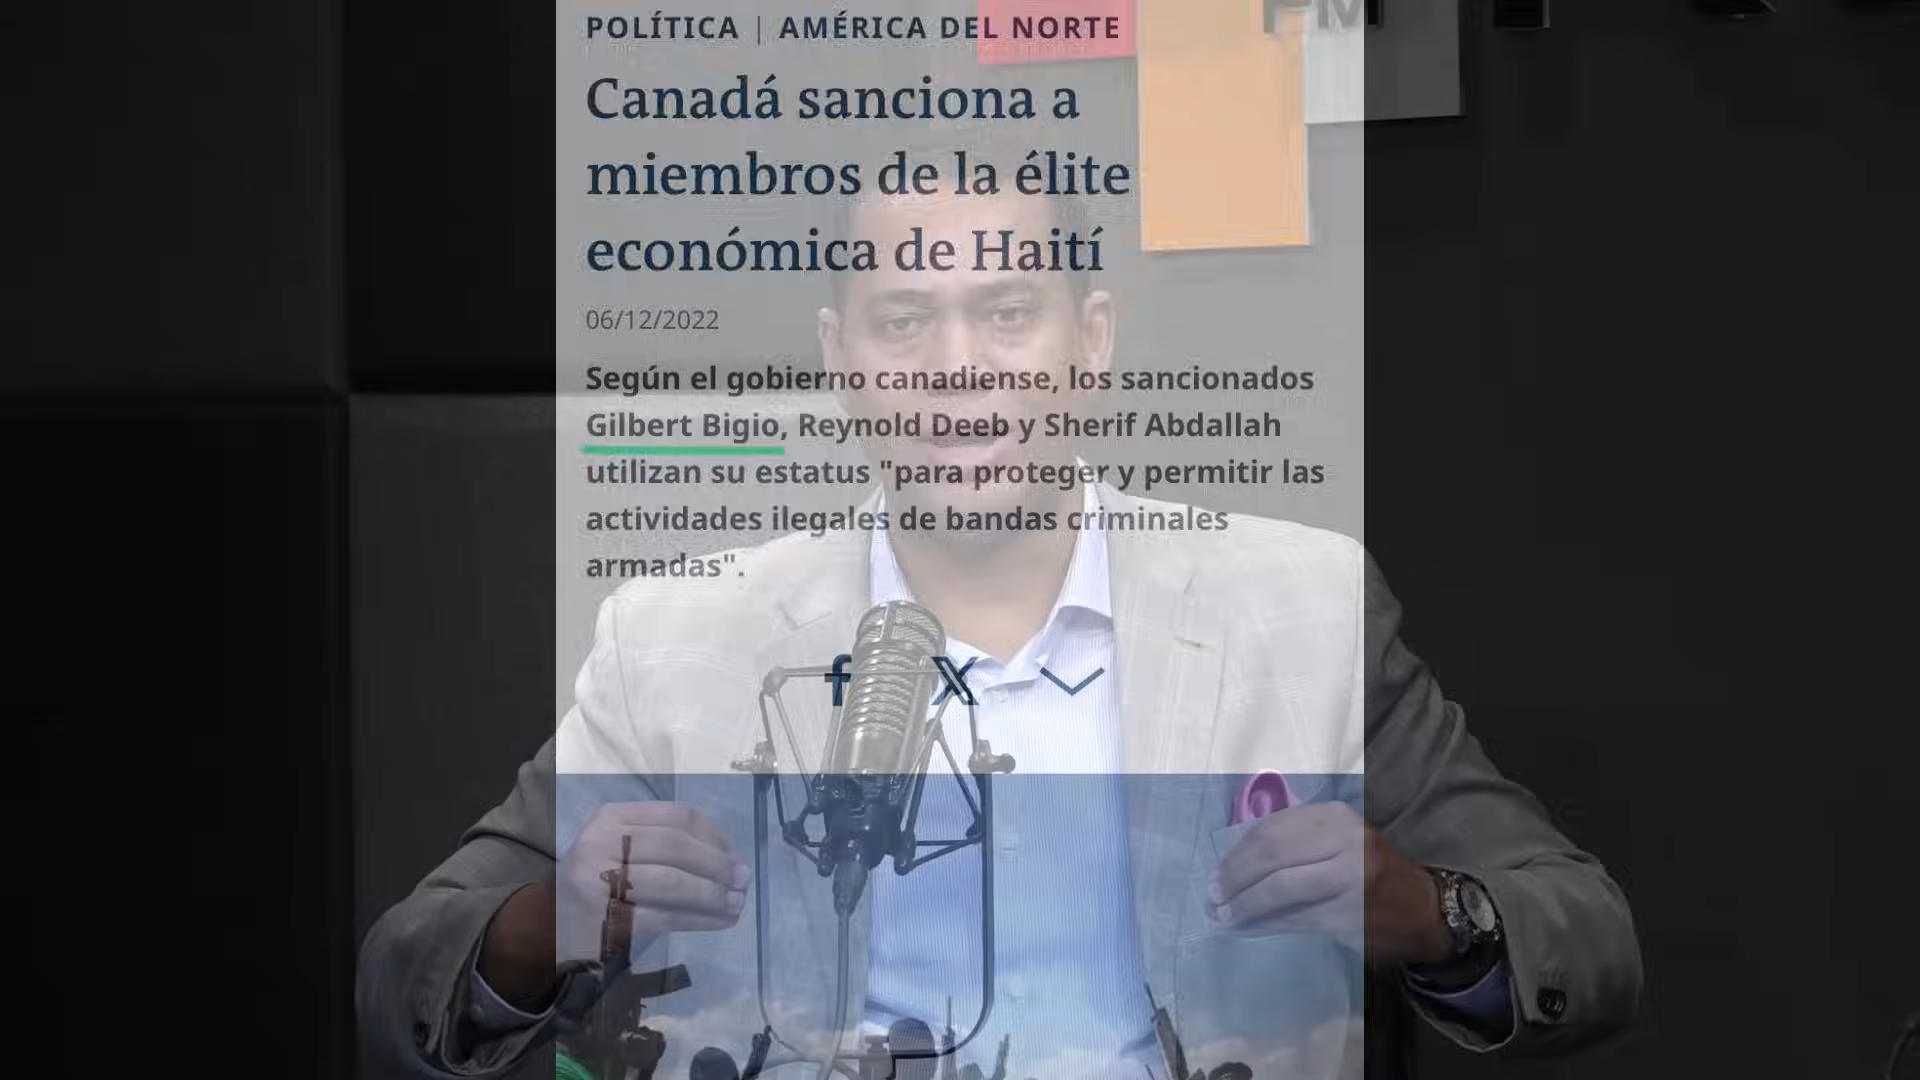 POLÍTICA | AMÉRICA DEL NORTE
Canadá sanciona a
miembros de la élite
económica de Haití
06/12/2022
Según el gobierno canadiense, los sancionados
Gilbert Bigio, Reynold Deeb y Sherif Abdallah
utilizan su estatus "para proteger y permitir las
actividades ilegales de bandas criminales
armadas".